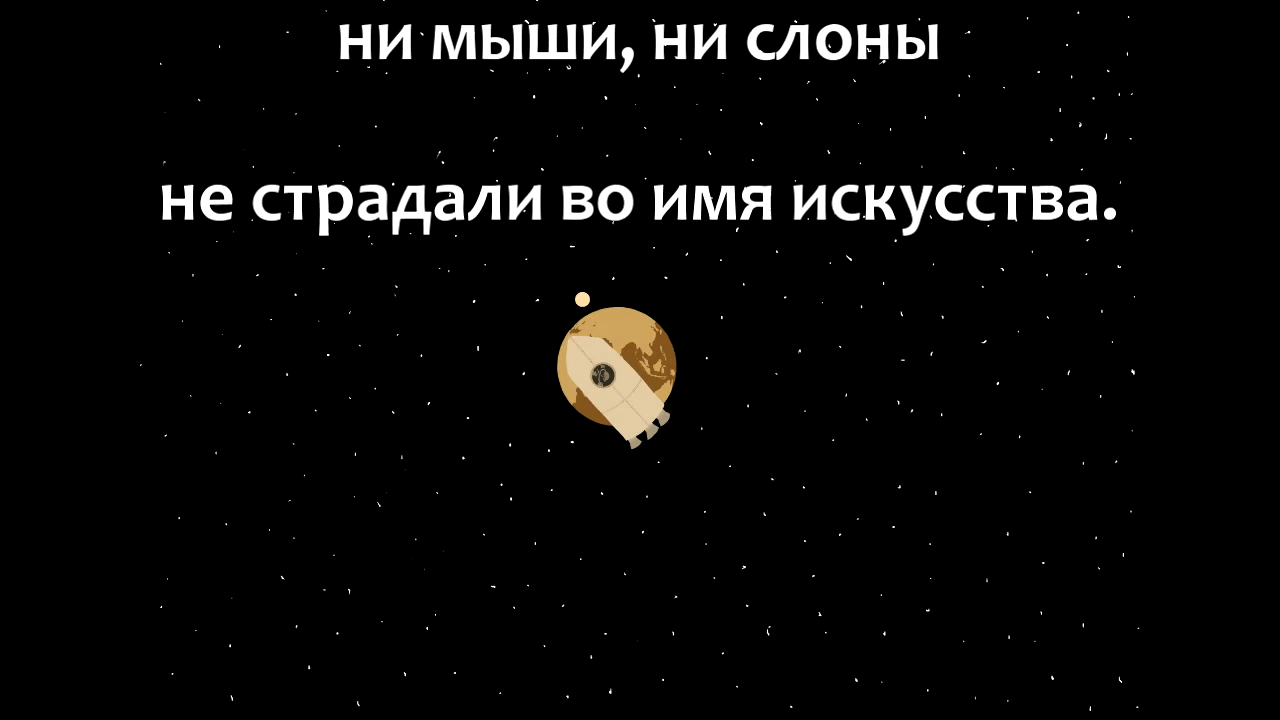 ни мыши, ни слоны
не страдали во имя искусства.